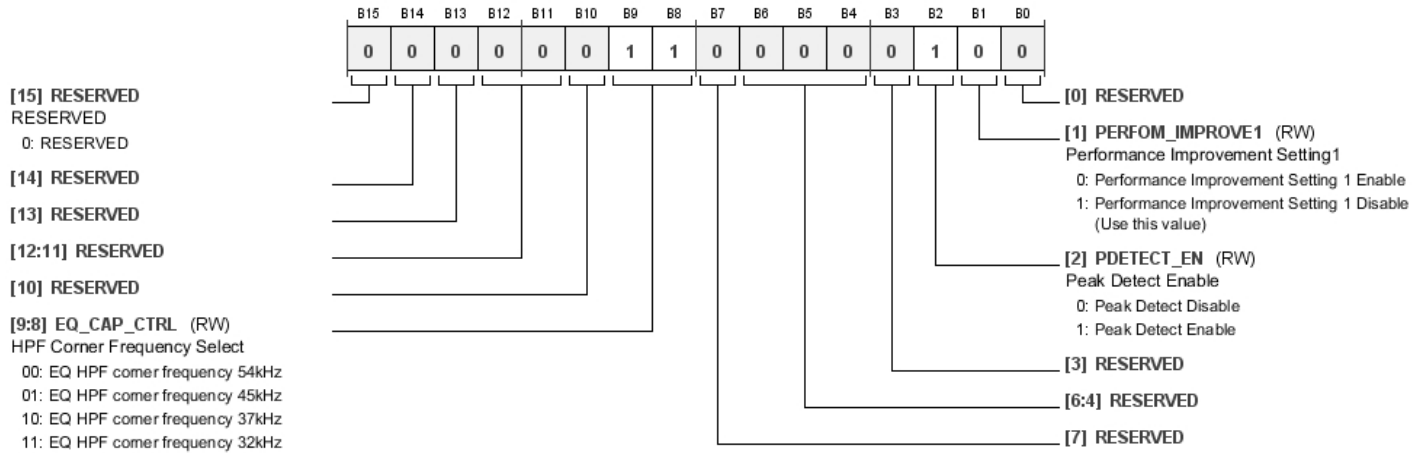 B15 B14 B13 B12 B11 B10 B9 B8 B7 B6 B5 B4 B3 B2 B1 B0
0 0 0 0 0 0 1 1 0 0 0 0 0 1 0 0
[15] RESERVED
RESERVED
0: RESERVED
[14] RESERVED
[13] RESERVED
[12:11] RESERVED
[10] RESERVED
[9:8] EQ_CAP_CTRL (RW)
HPF Corner Frequency Select
00: EQ HPF corner frequency 54kHz
01: EQ HPF corner frequency 45kHz
10: EQ HPF corner frequency 37kHz
11: EQ HPF corner frequency 32kHz
[0] RESERVED
[1] PERFOM_IMPROVE1 (RW)
Performance Improvement Setting1
0: Performance Improvement Setting 1 Enable
1: Performance Improvement Setting 1 Disable
(Use this value)
[2] PDETECT_EN (RW)
Peak Detect Enable
0: Peak Detect Disable
1: Peak Detect Enable
[3] RESERVED
[6:4] RESERVED
[7] RESERVED